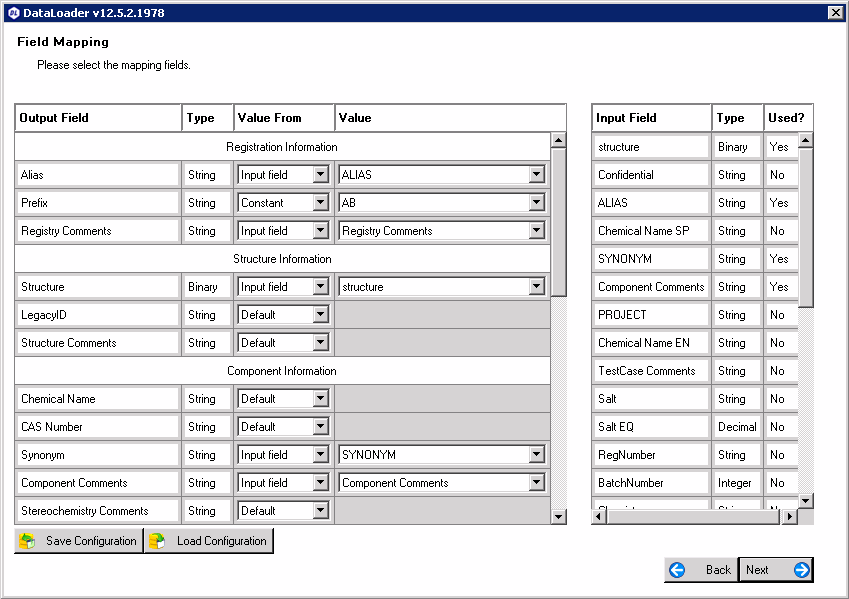 DataLoader v12.5.2.1978
Field Mapping
Please select the mapping fields.
Output Field Type Value From Value
Registration Information
Alias String Input field ALIAS
Prefix String Constant AB
Registry Comments String Input field Registry Comments
Structure Information
Structure Binary Input field structure
LegacyID String Default
Structure Comments String Default
Component Information
Chemical Name String Default
CAS Number String Default
Synonym String Input field SYNONYM
Component Comments String Input field Component Comments
Stereochemistry Comments String Default
Save Configuration Load Configuration
Input Field Type Used?
structure Binary Yes
Confidential String No
ALIAS String Yes
Chemical Name SP String No
SYNONYM String Yes
Component Comments String Yes
PROJECT String No
Chemical Name EN String No
TestCase Comments String No
Salt String No
Salt EQ Decimal No
RegNumber String No
BatchNumber Integer No
Back Next